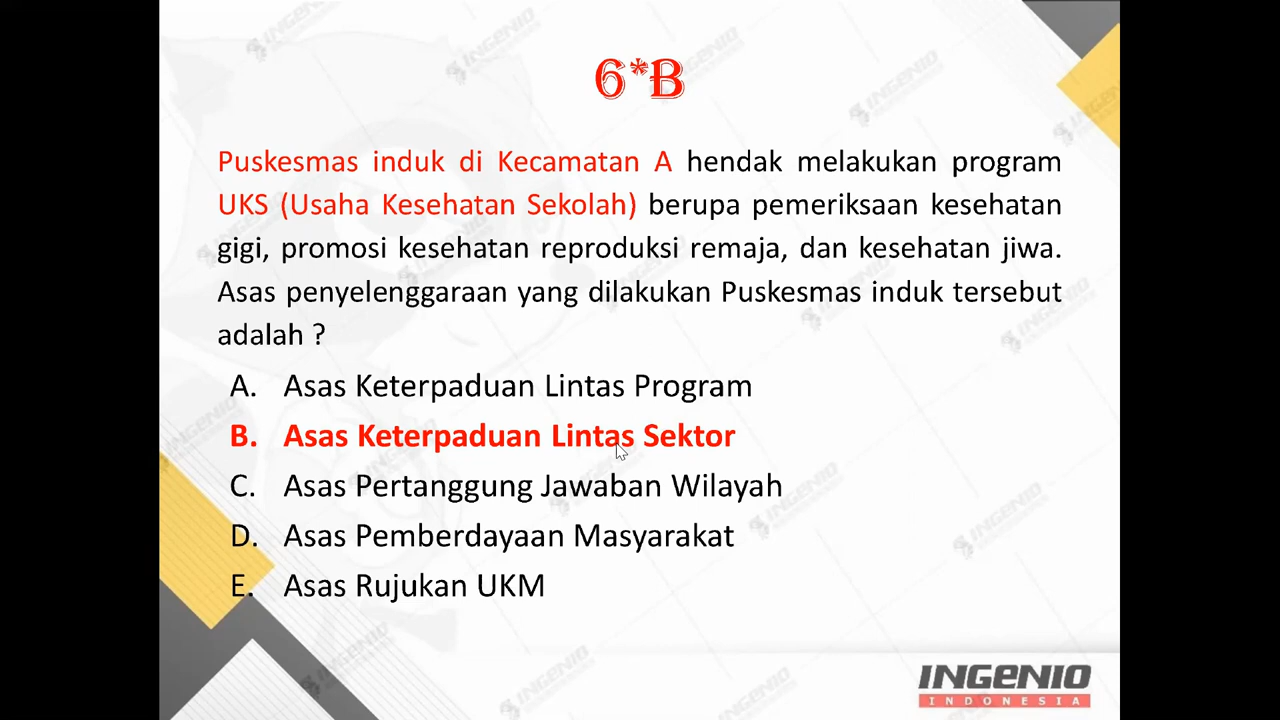 6*B
Puskesmas induk di Kecamatan A hendak melakukan program
UKS (Usaha Kesehatan Sekolah) berupa pemeriksaan kesehatan
gigi, promosi kesehatan reproduksi remaja, dan kesehatan jiwa.
Asas penyelenggaraan yang dilakukan Puskesmas induk tersebut
adalah ?
A. Asas Keterpaduan Lintas Program
B. Asas Keterpaduan Lintas Sektor
C. Asas Pertanggung Jawaban Wilayah
D. Asas Pemberdayaan Masyarakat
E. Asas Rujukan UKM
INGENIO
INDONESIA